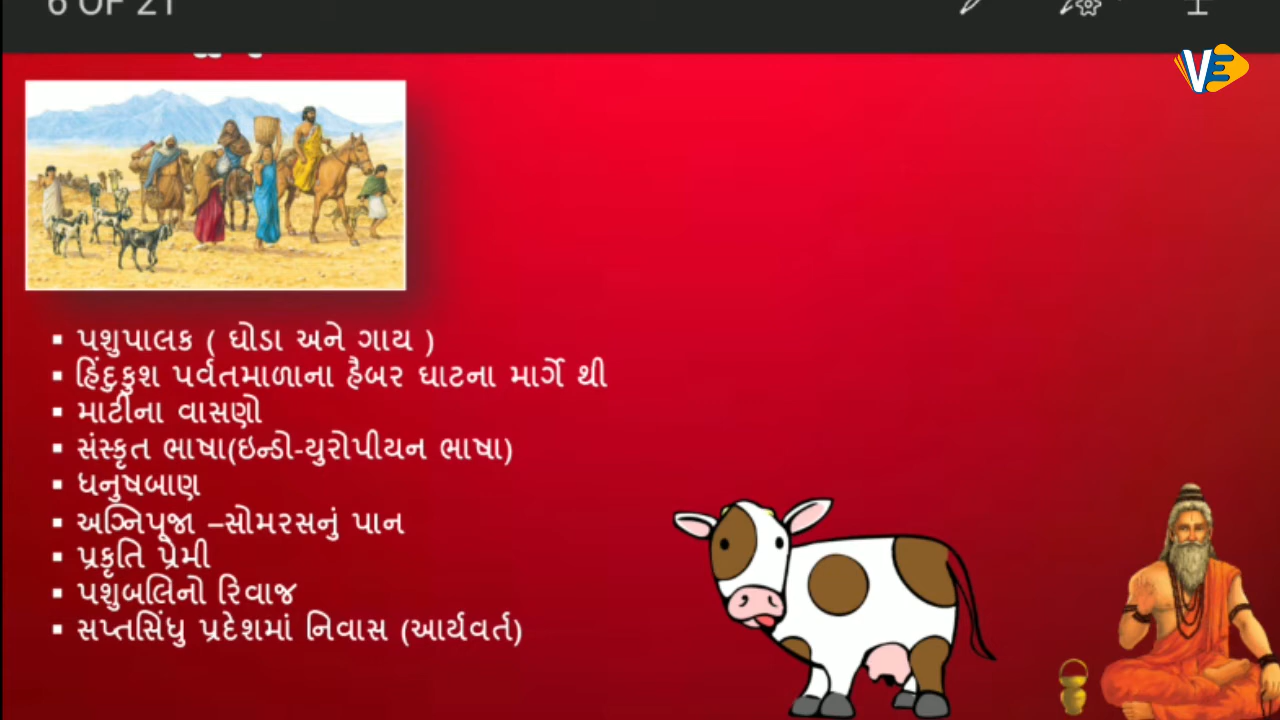 6 OF 21
VE
▪ પશુપાલક ( ઘોડા અને ગાય )
▪ હિંદુકુશ પર્વતમાળાના હૈબર ઘાટના માર્ગે થી
▪ માટીના વાસણો
▪ સંસ્કૃત ભાષા(ઇન્ડો-યુરોપીયન ભાષા)
▪ ધનુષબાણ
▪ અગ્નિપૂજા –સોમરસનું પાન
▪ પ્રકૃતિ પ્રેમી
▪ પશુબલિનો રિવાજ
▪ સપ્તસિંધુ પ્રદેશમાં નિવાસ (આર્યવર્ત)